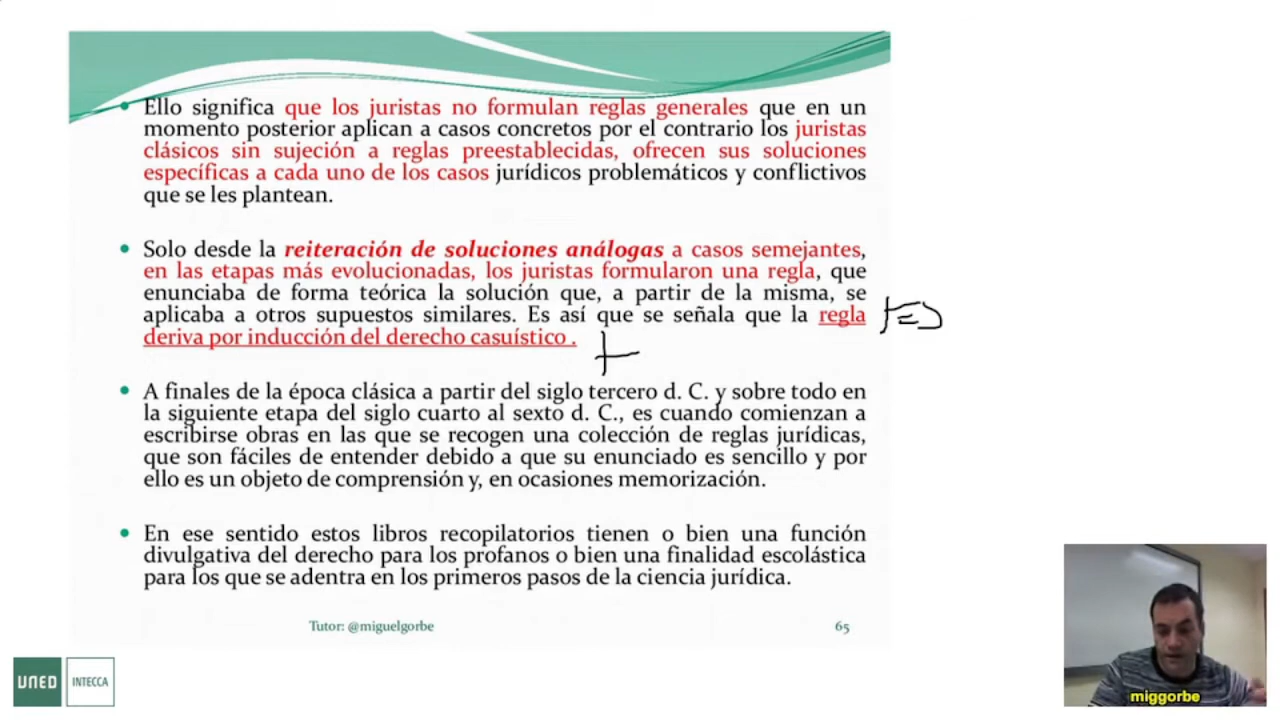 Ello significa que los juristas no formulan reglas generales que en un
momento posterior aplican a casos concretos por el contrario los juristas
clásicos sin sujeción a reglas preestablecidas, ofrecen sus soluciones
específicas a cada uno de los casos jurídicos problemáticos y conflictivos
que se les plantean.
Solo desde la reiteración de soluciones análogas a casos semejantes,
en las etapas más evolucionadas, los juristas formularon una regla, que
enunciaba de forma teórica la solución que, a partir de la misma, se
aplicaba a otros supuestos similares. Es así que se señala que la regla
deriva por inducción del derecho casuístico .
A finales de la época clásica a partir del siglo tercero d. C. y sobre todo en
la siguiente etapa del siglo cuarto al sexto d. C., es cuando comienzan a
escribirse obras en las que se recogen una colección de reglas jurídicas,
que son fáciles de entender debido a que su enunciado es sencillo y por
ello es un objeto de comprensión y, en ocasiones memorización.
En ese sentido estos libros recopilatorios tienen o bien una función
divulgativa del derecho para los profanos o bien una finalidad escolástica
para los que se adentra en los primeros pasos de la ciencia jurídica.
Tutor: @miguelgorbe
65
UNED
INTECCA
miggorbe